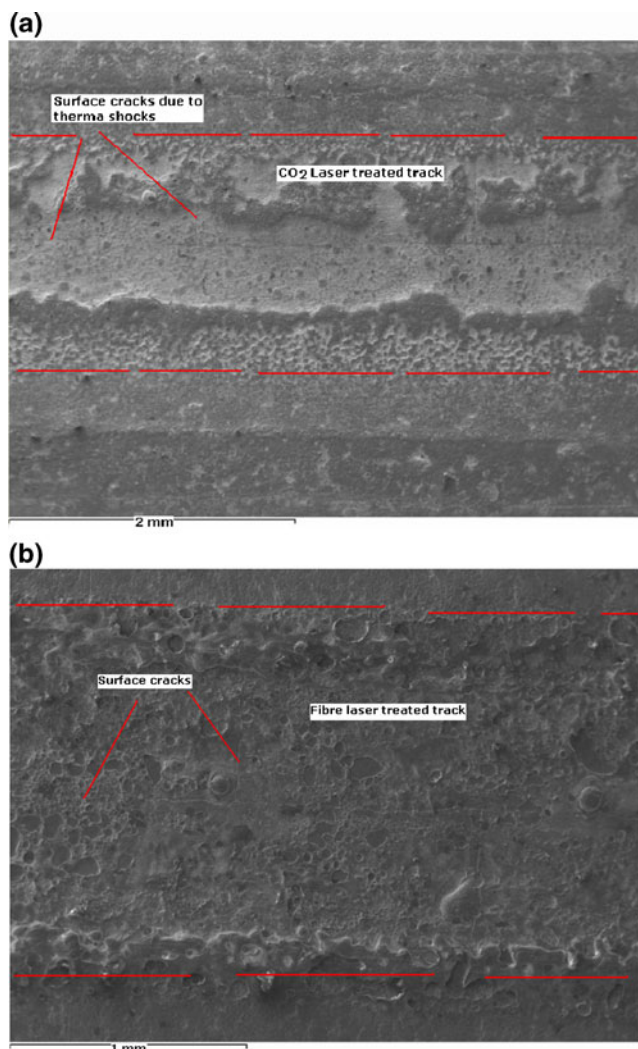 (a)
Surface cracks due to
therma shocks
CO2 Laser treated track
2 mm
(b)
Surface cracks
Fibre laser treated track
1 mm